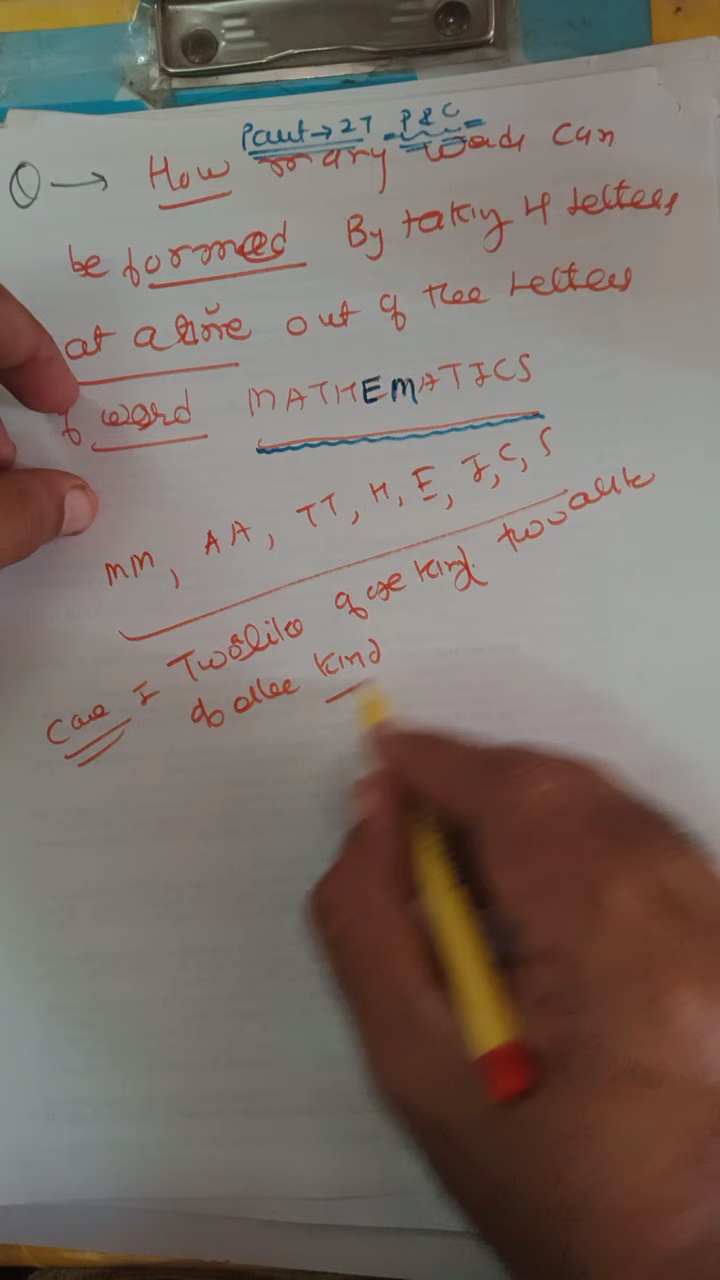 Part → 27 P & C
Q → How many words can
be formed By taking 4 letters
at a time out of the letters
of word MATHEMATICS
MM, AA, TT, H, E, I, C, S
Case I Two alike of one kind two alike
of other kind